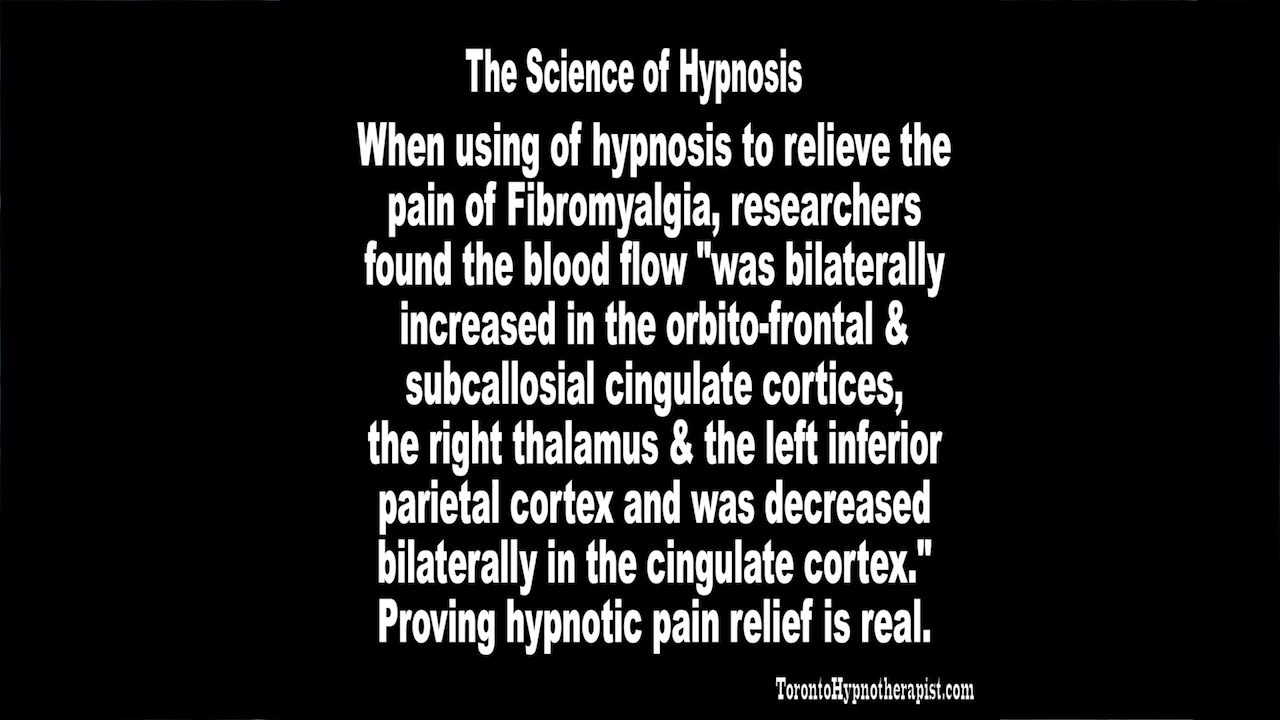 The Science of Hypnosis
When using of hypnosis to relieve the
pain of Fibromyalgia, researchers
found the blood flow "was bilaterally
increased in the orbito-frontal &
subcallosial cingulate cortices,
the right thalamus & the left inferior
parietal cortex and was decreased
bilaterally in the cingulate cortex."
Proving hypnotic pain relief is real.
TorontoHypnotherapist.com